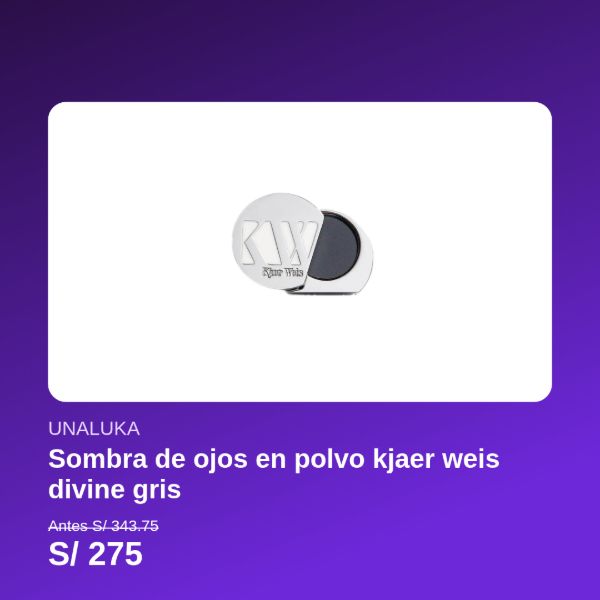 KW
Kjaer Weis
UNALUKA
Sombra de ojos en polvo kjaer weis
divine gris
Antes S/ 343.75
S/ 275